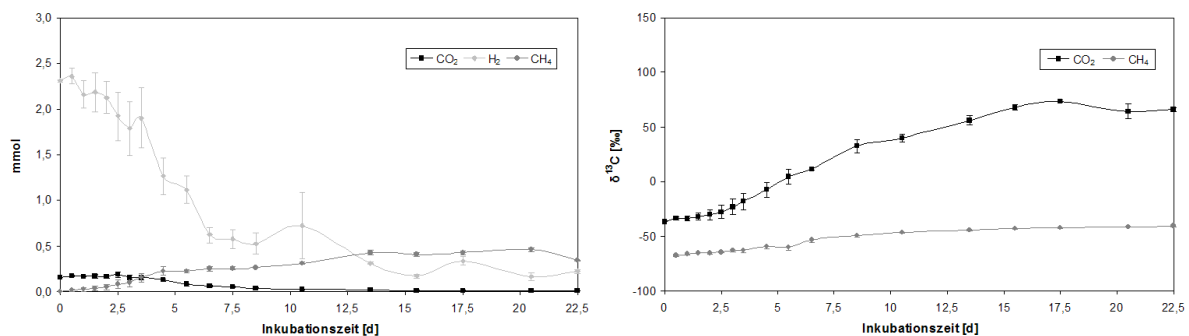 3,0
2,5
2,0
1,5
1,0
0,5
0,0
mmol
CO₂ H₂ CH₄
0 2,5 5 7,5 10 12,5 15 17,5 20 22,5
Inkubationszeit [d]
150
100
50
0
-50
-100
δ ¹³C [‰]
CO₂ CH₄
0 2,5 5 7,5 10 12,5 15 17,5 20 22,5
Inkubationszeit [d]